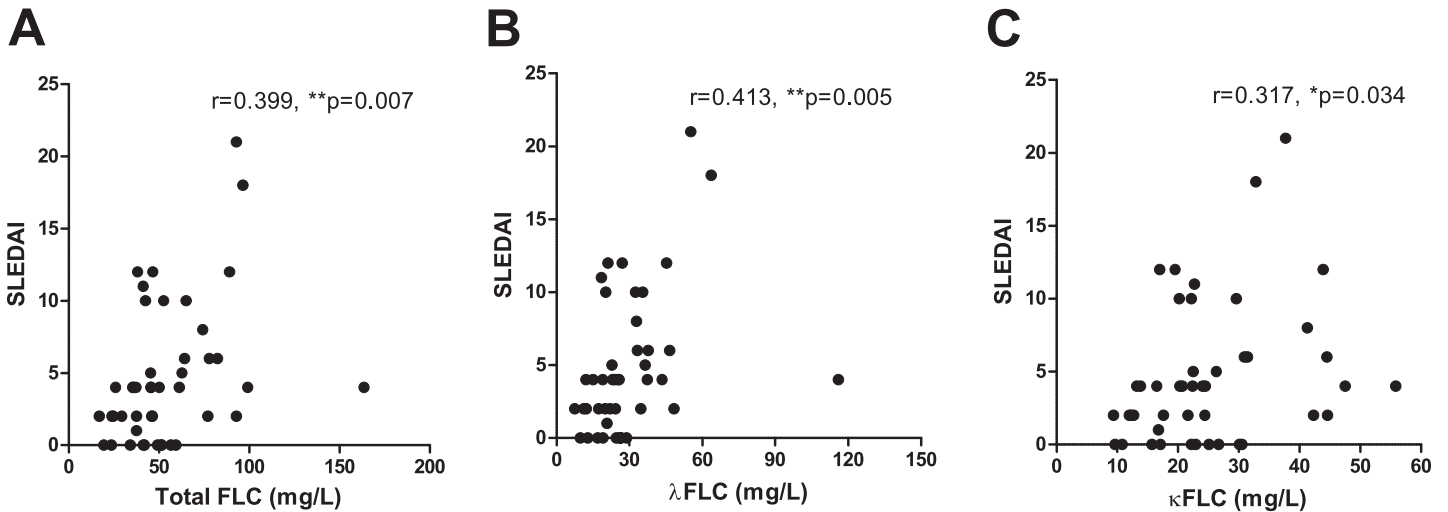 A
r=0.399, **p=0.007
SLEDAI
25
20
15
10
5
0
0 50 100 150 200
Total FLC (mg/L)
B
r=0.413, **p=0.005
SLEDAI
25
20
15
10
5
0
0 30 60 90 120 150
λFLC (mg/L)
C
r=0.317, *p=0.034
SLEDAI
25
20
15
10
5
0
0 10 20 30 40 50 60
κFLC (mg/L)